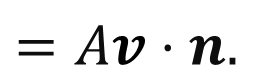 = A𝒗 · 𝒏.